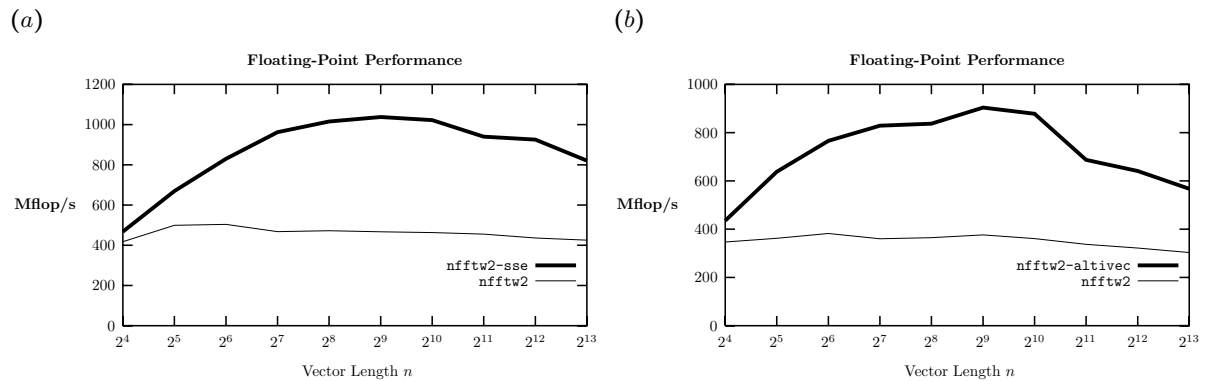 (a)
Floating-Point Performance
1200
1000
800
600
400
200
0
Mflop/s
nfftw2-sse
nfftw2
2^4 2^5 2^6 2^7 2^8 2^9 2^10 2^11 2^12 2^13
Vector Length n
(b)
Floating-Point Performance
1000
800
600
400
200
0
Mflop/s
nfftw2-altivec
nfftw2
2^4 2^5 2^6 2^7 2^8 2^9 2^10 2^11 2^12 2^13
Vector Length n